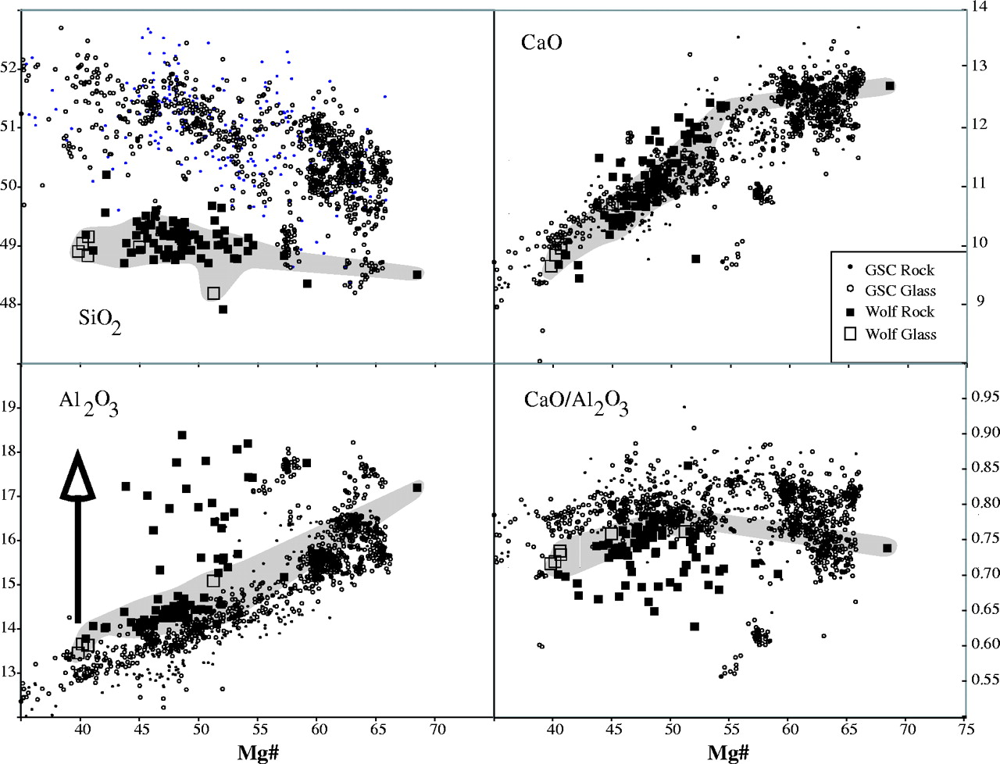 52
51
50
49
48
SiO2
CaO
14
13
12
11
10
9
GSC Rock
GSC Glass
Wolf Rock
Wolf Glass
19
18
17
16
15
14
13
Al2O3
CaO/Al2O3
0.95
0.90
0.85
0.80
0.75
0.70
0.65
0.60
0.55
40 45 50 55 60 65 70
40 45 50 55 60 65 70 75
Mg#
Mg#